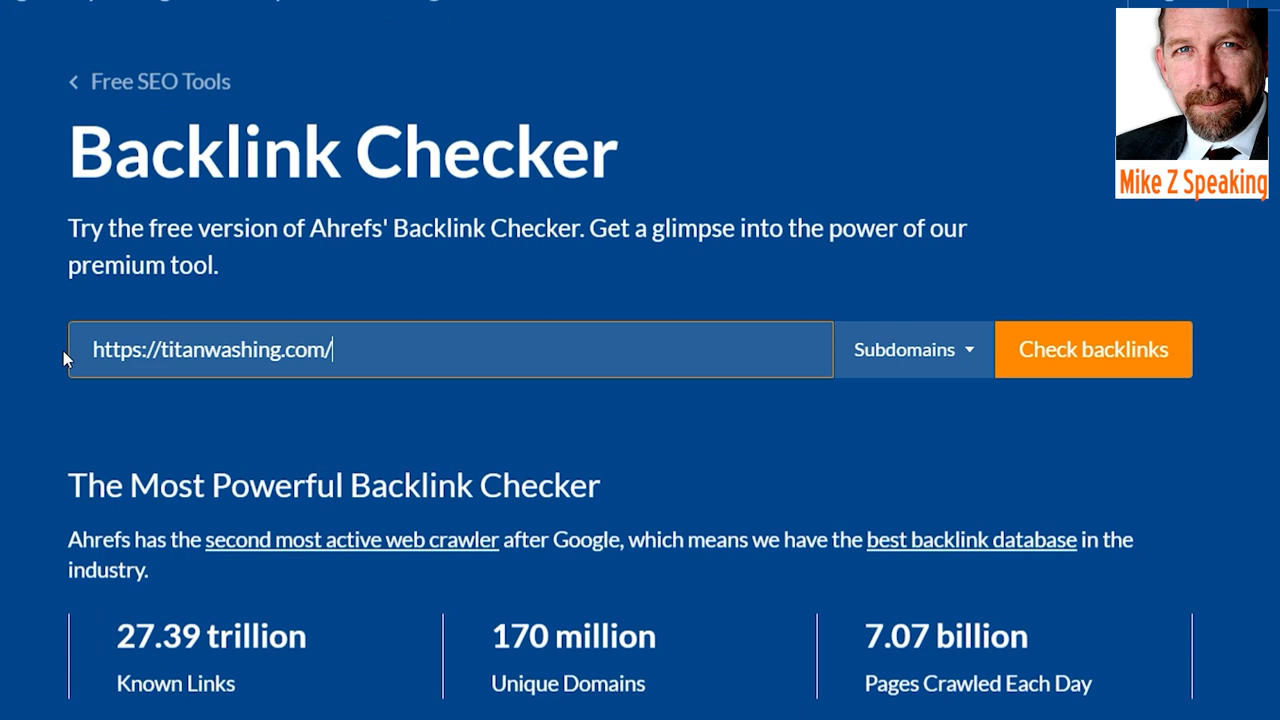 Free SEO Tools
Backlink Checker
Mike Z Speaking
Try the free version of Ahrefs' Backlink Checker. Get a glimpse into the power of our
premium tool.
https://titanwashing.com/
Subdomains
Check backlinks
The Most Powerful Backlink Checker
Ahrefs has the second most active web crawler after Google, which means we have the best backlink database in the
industry.
27.39 trillion
Known Links
170 million
Unique Domains
7.07 billion
Pages Crawled Each Day